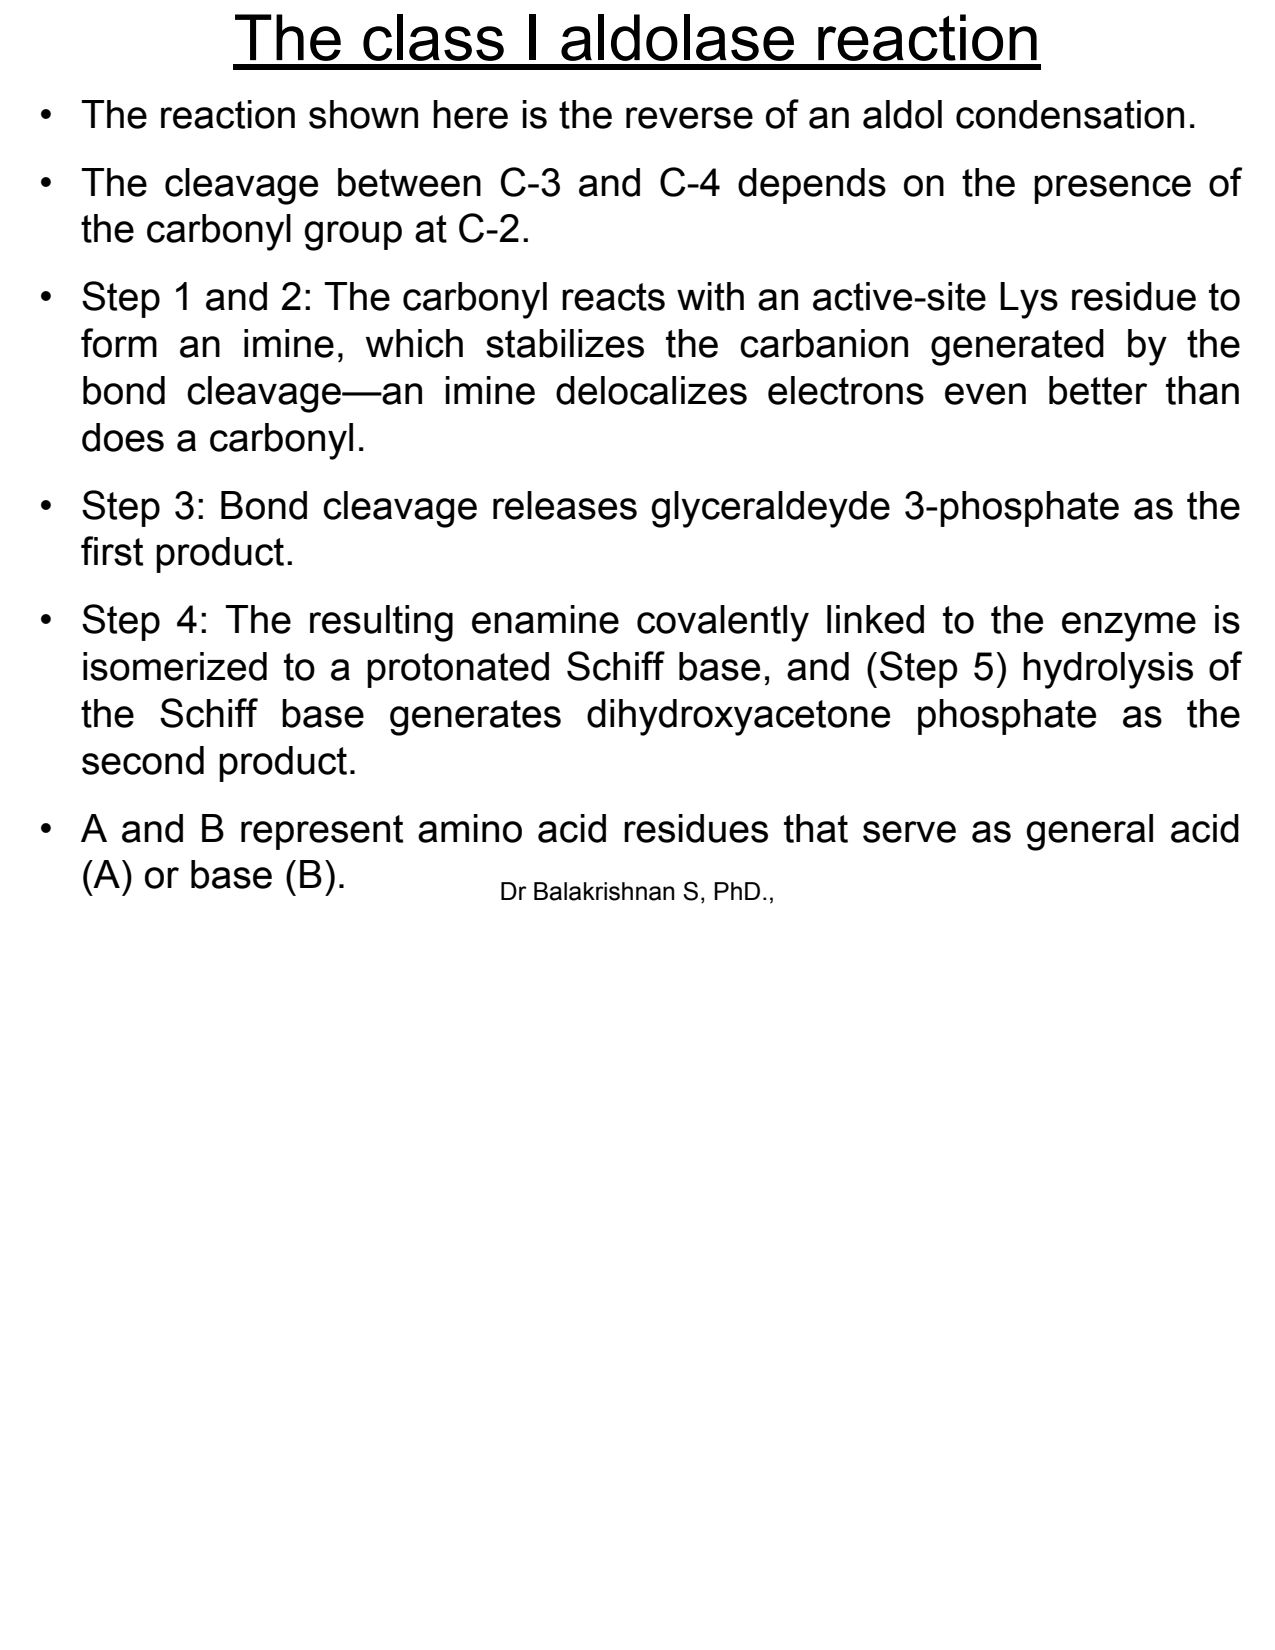 The class I aldolase reaction
• The reaction shown here is the reverse of an aldol condensation.
• The cleavage between C-3 and C-4 depends on the presence of
the carbonyl group at C-2.
• Step 1 and 2: The carbonyl reacts with an active-site Lys residue to
form an imine, which stabilizes the carbanion generated by the
bond cleavage—an imine delocalizes electrons even better than
does a carbonyl.
• Step 3: Bond cleavage releases glyceraldeyde 3-phosphate as the
first product.
• Step 4: The resulting enamine covalently linked to the enzyme is
isomerized to a protonated Schiff base, and (Step 5) hydrolysis of
the Schiff base generates dihydroxyacetone phosphate as the
second product.
• A and B represent amino acid residues that serve as general acid
(A) or base (B).
Dr Balakrishnan S, PhD.,